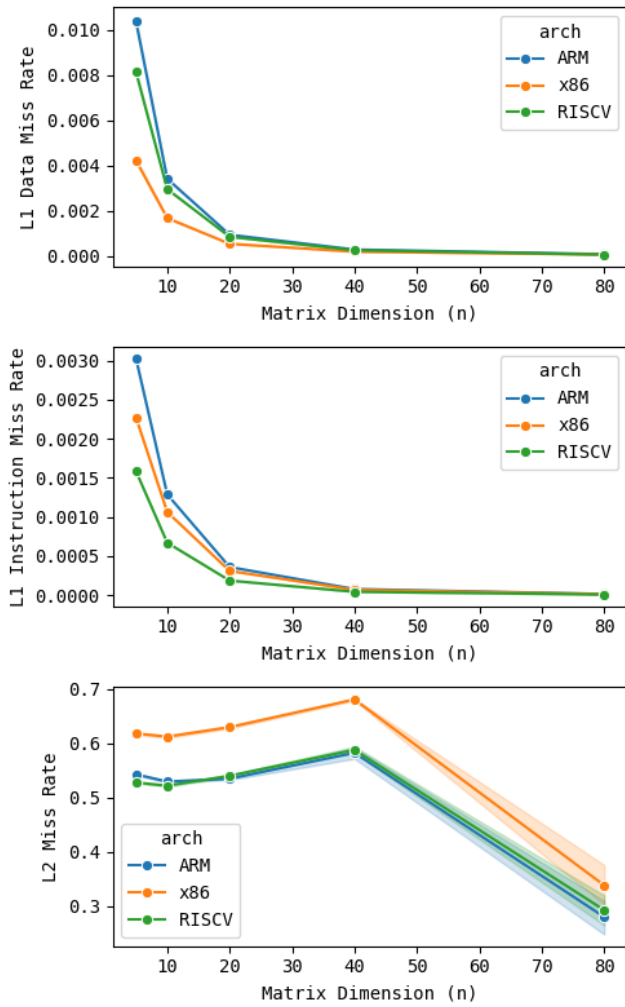 0.010
0.008
0.006
0.004
0.002
0.000
L1 Data Miss Rate
arch
ARM
x86
RISCV
10 20 30 40 50 60 70 80
Matrix Dimension (n)
0.0030
0.0025
0.0020
0.0015
0.0010
0.0005
0.0000
L1 Instruction Miss Rate
arch
ARM
x86
RISCV
10 20 30 40 50 60 70 80
Matrix Dimension (n)
0.7
0.6
0.5
0.4
0.3
L2 Miss Rate
arch
ARM
x86
RISCV
10 20 30 40 50 60 70 80
Matrix Dimension (n)